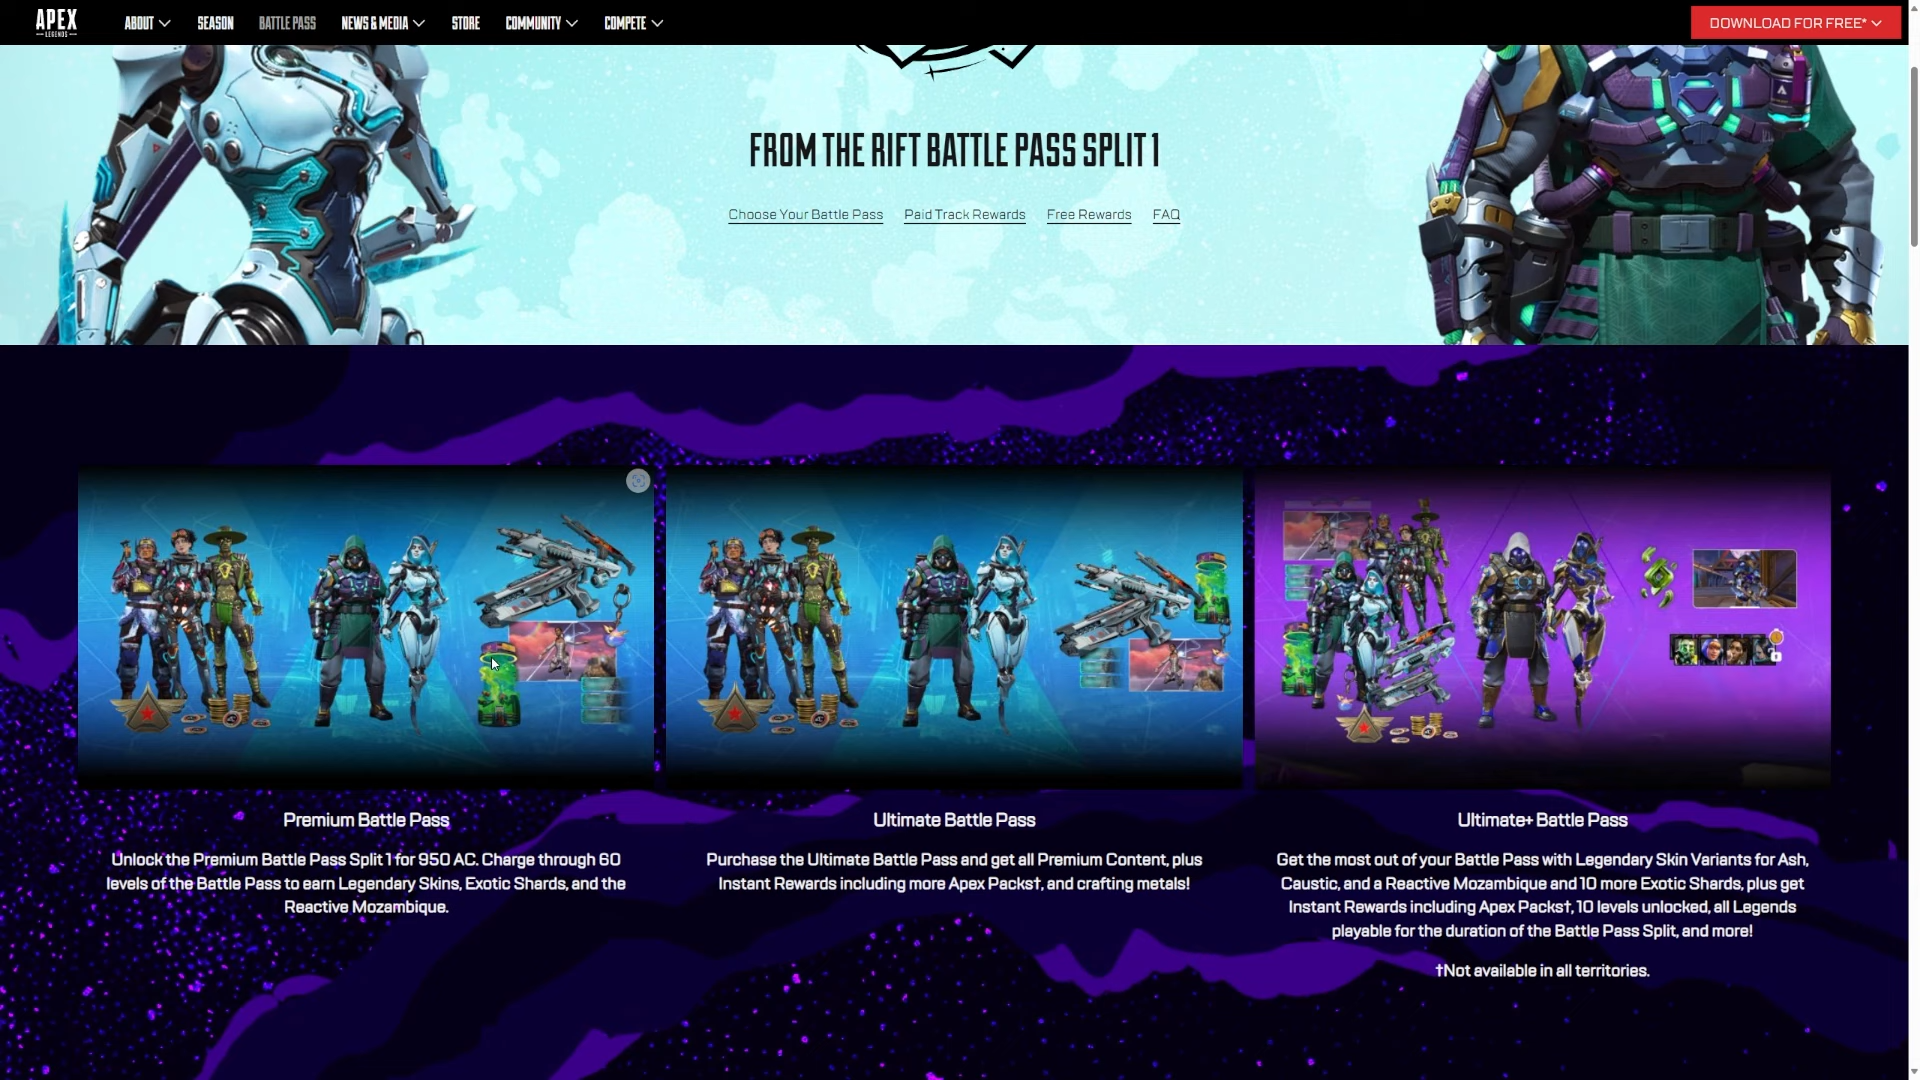 APEX
LEGENDS
ABOUT
SEASON
BATTLE PASS
NEWS & MEDIA
STORE
COMMUNITY
COMPETE
DOWNLOAD FOR FREE*
FROM THE RIFT BATTLE PASS SPLIT 1
Choose Your Battle Pass
Paid Track Rewards
Free Rewards
FAQ
Premium Battle Pass
Unlock the Premium Battle Pass Split 1 for 950 AC. Charge through 60
levels of the Battle Pass to earn Legendary Skins, Exotic Shards, and the
Reactive Mozambique.
Ultimate Battle Pass
Purchase the Ultimate Battle Pass and get all Premium Content, plus
Instant Rewards including more Apex Packs†, and crafting metals!
Ultimate+ Battle Pass
Get the most out of your Battle Pass with Legendary Skin Variants for Ash,
Caustic, and a Reactive Mozambique and 10 more Exotic Shards, plus get
Instant Rewards including Apex Packs†, 10 levels unlocked, all Legends
playable for the duration of the Battle Pass Split, and more!
†Not available in all territories.